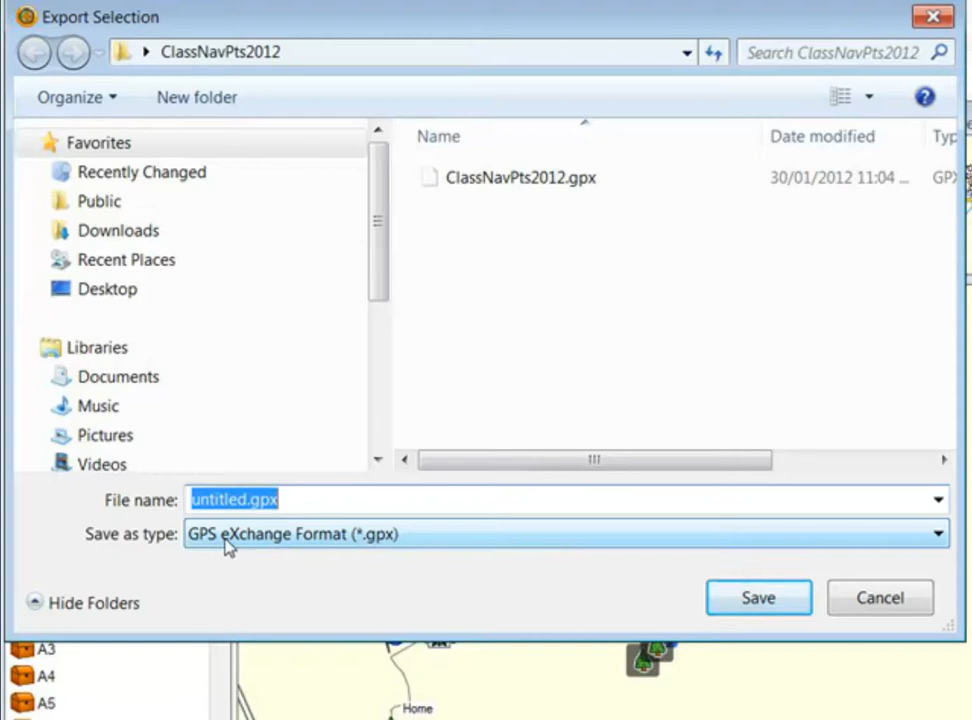 Export Selection
ClassNavPts2012
Search ClassNavPts2012
Organize
New folder
Name
Date modified
Favorites
Recently Changed
Public
Downloads
Recent Places
Desktop
Libraries
Documents
Music
Pictures
Videos
ClassNavPts2012.gpx
30/01/2012 11:04 ...
File name:
untitled.gpx
Save as type:
GPS eXchange Format (*.gpx)
Hide Folders
Save
Cancel
A3
A4
A5
Home